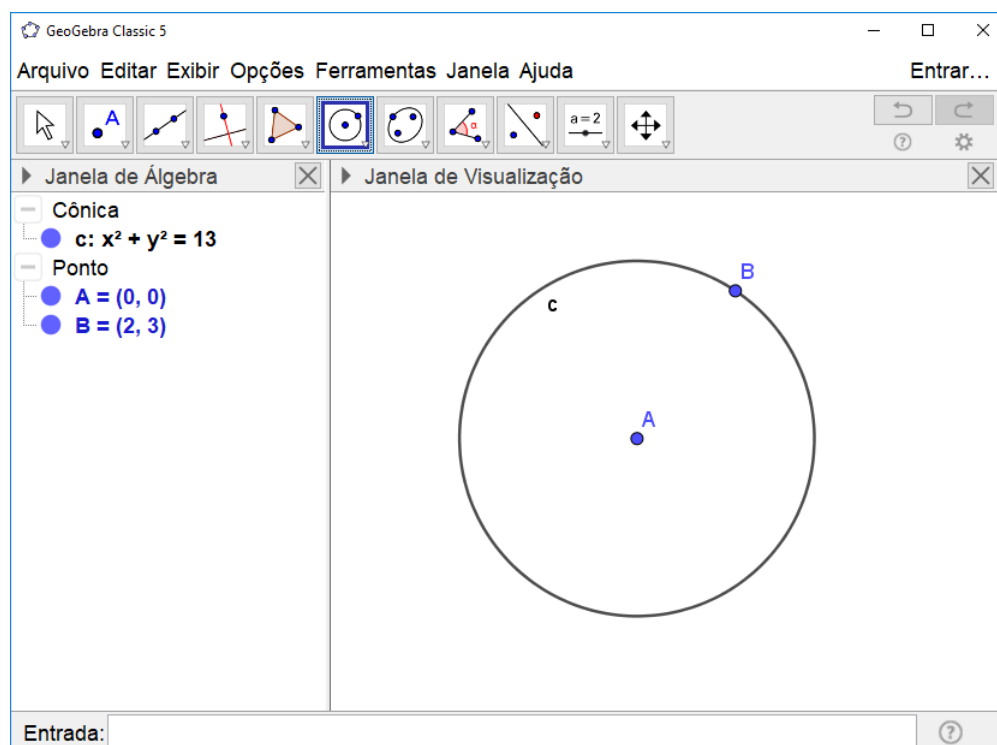 GeoGebra Classic 5
Arquivo Editar Exibir Opções Ferramentas Janela Ajuda Entrar...
A α a = 2
Janela de Álgebra Janela de Visualização
Cônica
c: x² + y² = 13
Ponto
A = (0, 0)
B = (2, 3)
B
c
A
Entrada: